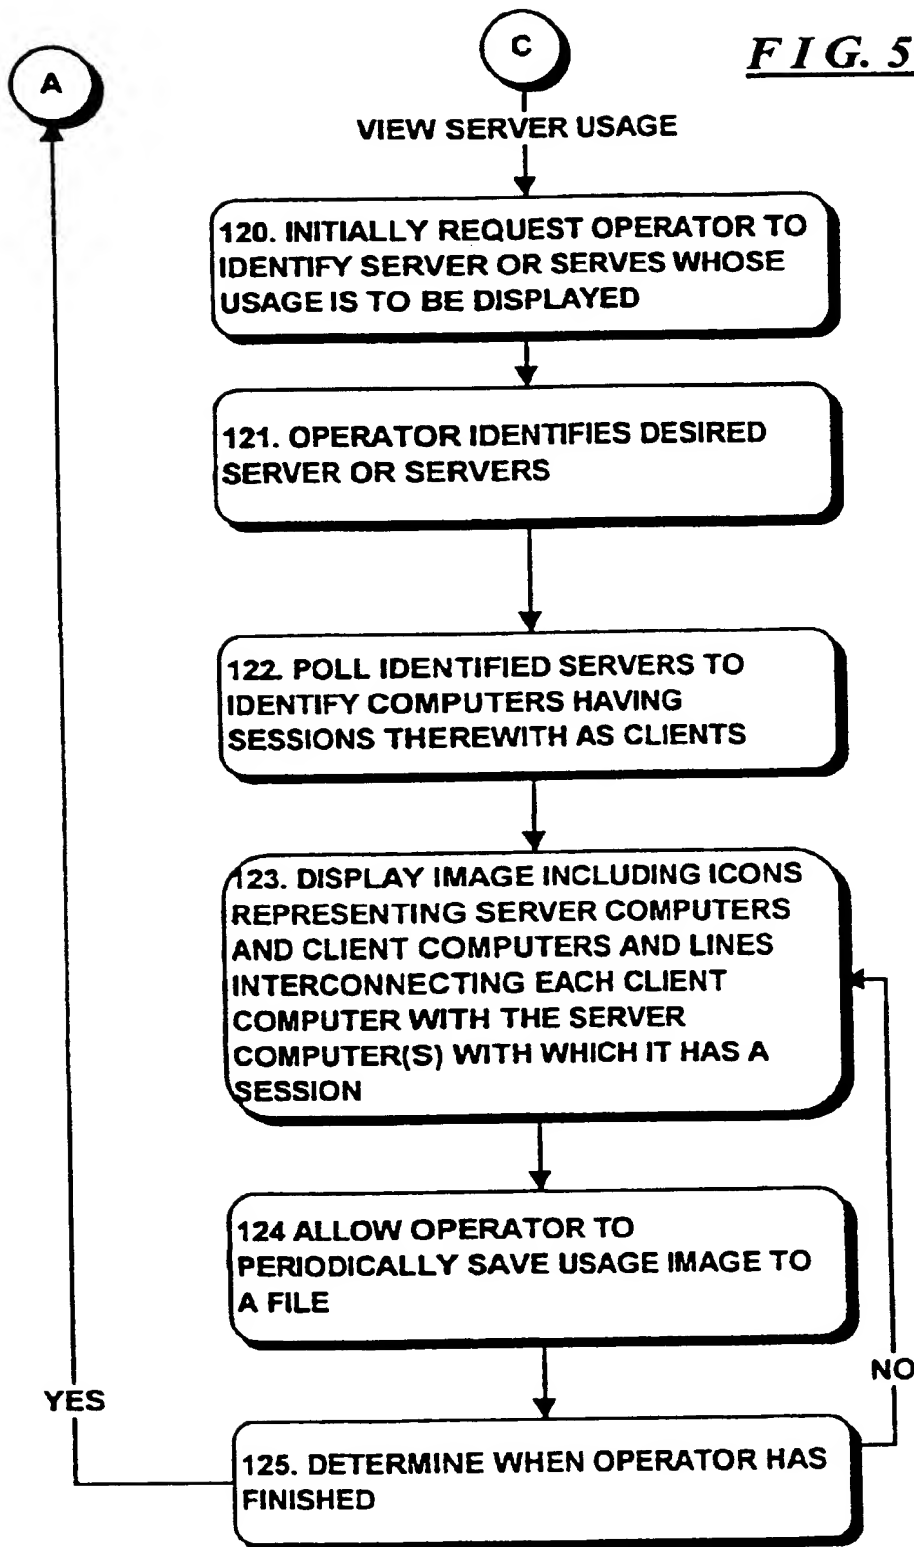 FIG. 5
A
C
VIEW SERVER USAGE
120. INITIALLY REQUEST OPERATOR TO
IDENTIFY SERVER OR SERVES WHOSE
USAGE IS TO BE DISPLAYED
121. OPERATOR IDENTIFIES DESIRED
SERVER OR SERVERS
122. POLL IDENTIFIED SERVERS TO
IDENTIFY COMPUTERS HAVING
SESSIONS THEREWITH AS CLIENTS
123. DISPLAY IMAGE INCLUDING ICONS
REPRESENTING SERVER COMPUTERS
AND CLIENT COMPUTERS AND LINES
INTERCONNECTING EACH CLIENT
COMPUTER WITH THE SERVER
COMPUTER(S) WITH WHICH IT HAS A
SESSION
124 ALLOW OPERATOR TO
PERIODICALLY SAVE USAGE IMAGE TO
A FILE
YES
NO
125. DETERMINE WHEN OPERATOR HAS
FINISHED